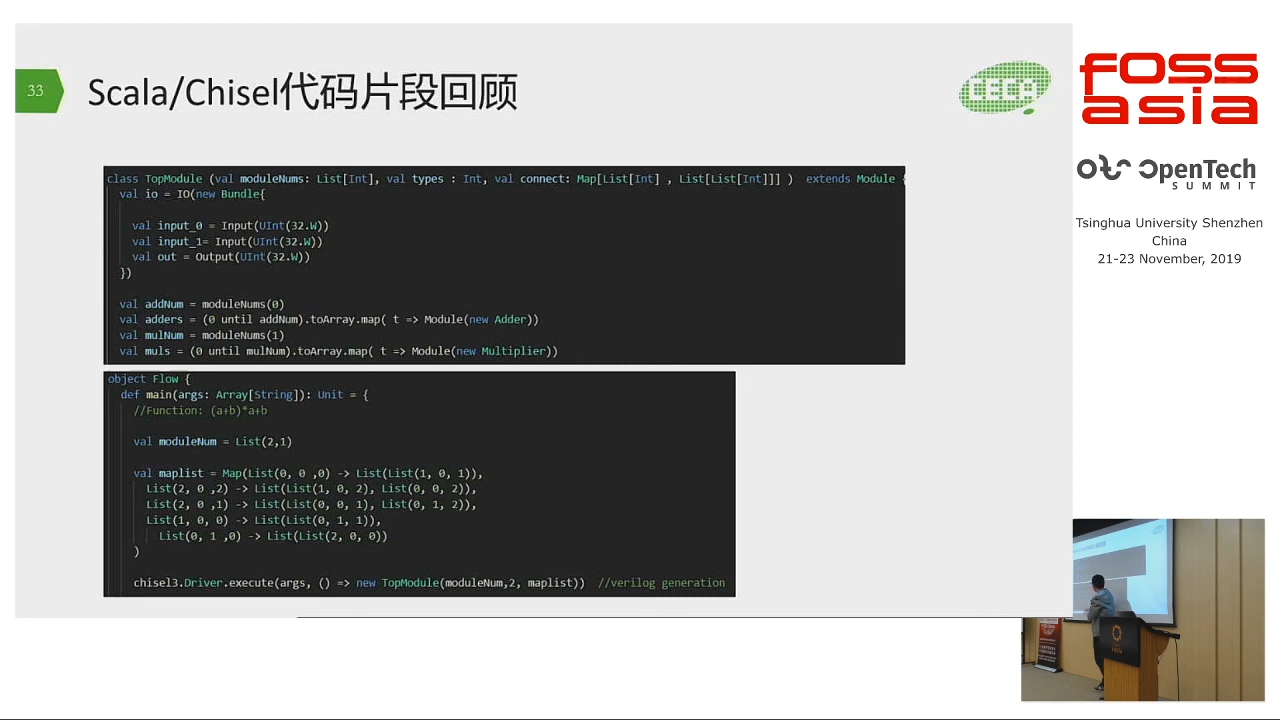 33
Scala/Chisel代码片段回顾
class TopModule (val moduleNums: List[Int], val types : Int, val connect: Map[List[Int] , List[List[Int]]] )  extends Module {
val io = IO(new Bundle{
val input_0 = Input(UInt(32.W))
val input_1= Input(UInt(32.W))
val out = Output(UInt(32.W))
})
val addNum = moduleNums(0)
val adders = (0 until addNum).toArray.map( t => Module(new Adder))
val mulNum = moduleNums(1)
val muls = (0 until mulNum).toArray.map( t => Module(new Multiplier))
object Flow {
def main(args: Array[String]): Unit = {
//Function: (a+b)*a+b
val moduleNum = List(2,1)
val maplist = Map(List(0, 0 ,0) -> List(List(1, 0, 1)),
List(2, 0 ,2) -> List(List(1, 0, 2), List(0, 0, 2)),
List(2, 0 ,1) -> List(List(0, 0, 1), List(0, 1, 2)),
List(1, 0, 0) -> List(List(0, 1, 1)),
List(0, 1 ,0) -> List(List(2, 0, 0))
)
chisel3.Driver.execute(args, () => new TopModule(moduleNum,2, maplist))  //verilog generation
FOSS
asia
OpenTech
SUMMIT
Tsinghua University Shenzhen
China
21-23 November, 2019